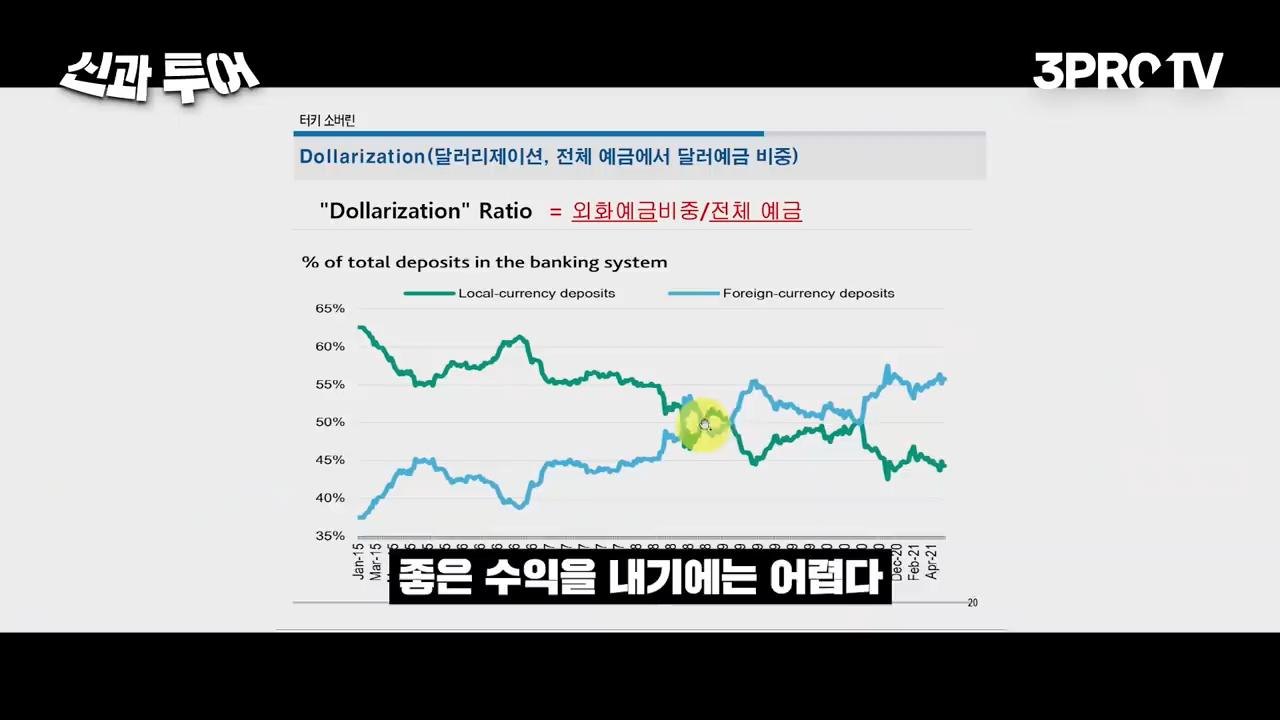 신과 투어
3PROTV
터키 소버린
Dollarization(달러리제이션, 전체 예금에서 달러예금 비중)
"Dollarization" Ratio = 외화예금비중/전체 예금
% of total deposits in the banking system
Local-currency deposits Foreign-currency deposits
65%
60%
55%
50%
45%
40%
35%
Jan-15 Mar-15 Dec-20 Feb-21 Apr-21
좋은 수익을 내기에는 어렵다
20